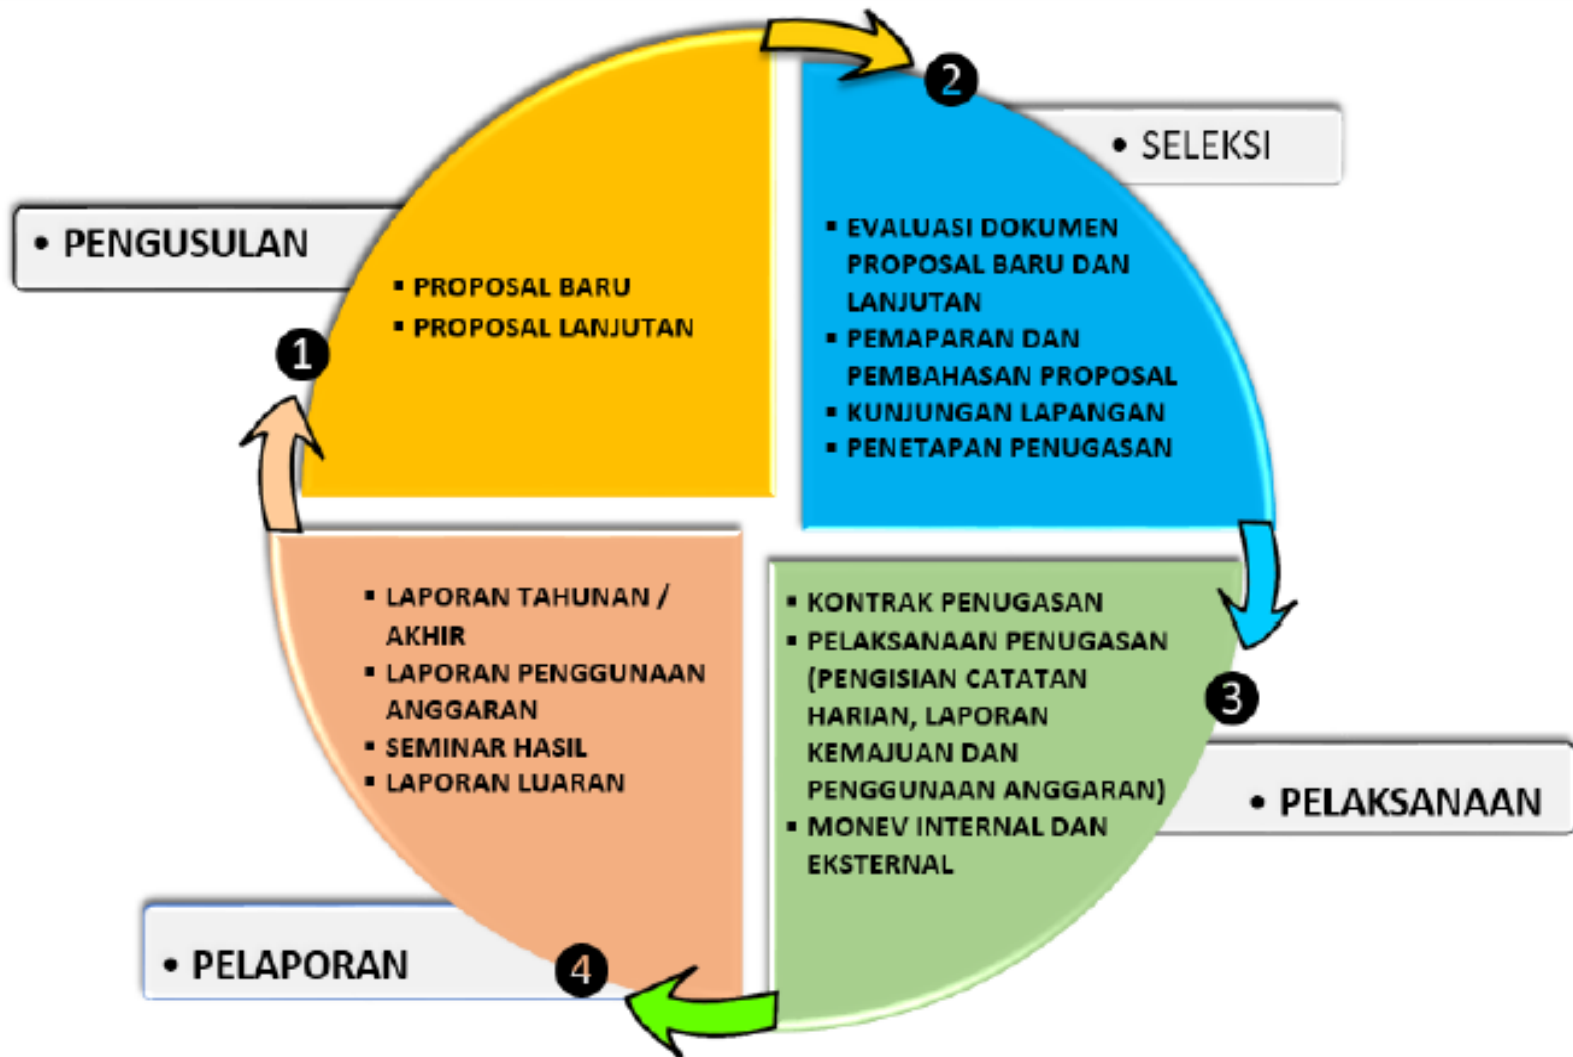 1
• PENGUSULAN
▪ PROPOSAL BARU
▪ PROPOSAL LANJUTAN
2
• SELEKSI
▪ EVALUASI DOKUMEN
PROPOSAL BARU DAN
LANJUTAN
▪ PEMAPARAN DAN
PEMBAHASAN PROPOSAL
▪ KUNJUNGAN LAPANGAN
▪ PENETAPAN PENUGASAN
3
• PELAKSANAAN
▪ KONTRAK PENUGASAN
▪ PELAKSANAAN PENUGASAN
(PENGISIAN CATATAN
HARIAN, LAPORAN
KEMAJUAN DAN
PENGGUNAAN ANGGARAN)
▪ MONEV INTERNAL DAN
EKSTERNAL
4
• PELAPORAN
▪ LAPORAN TAHUNAN /
AKHIR
▪ LAPORAN PENGGUNAAN
ANGGARAN
▪ SEMINAR HASIL
▪ LAPORAN LUARAN